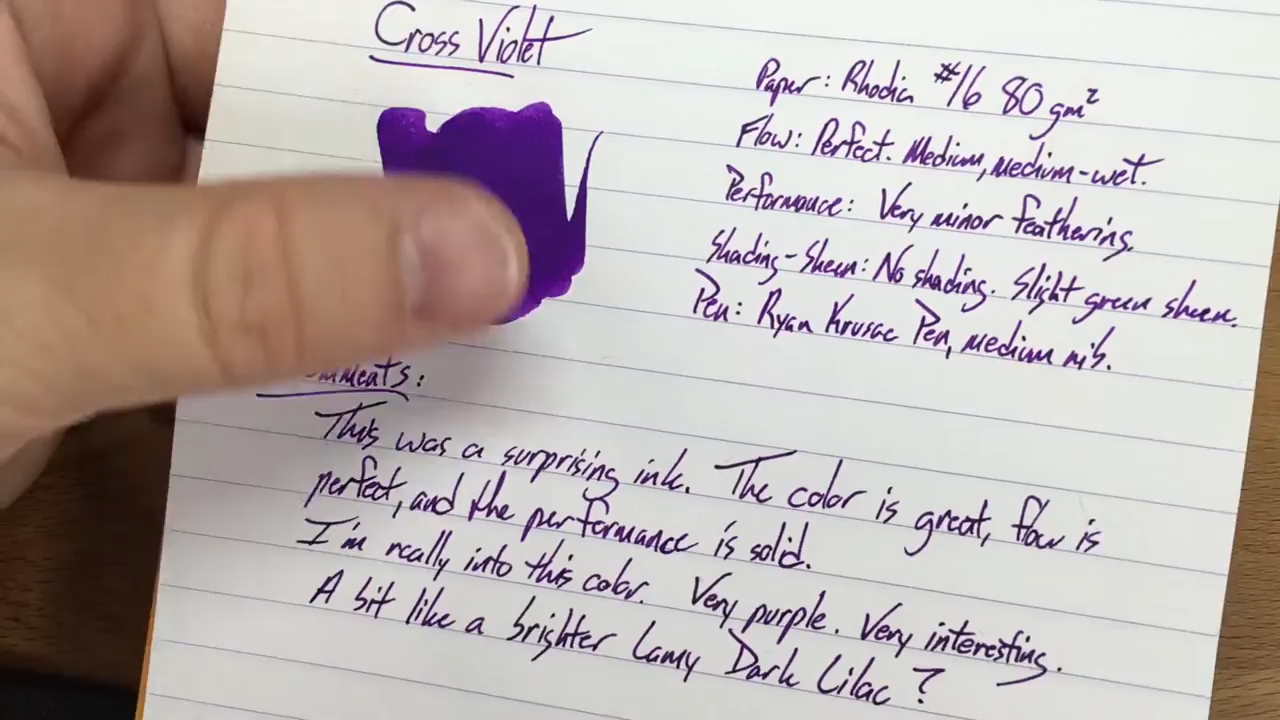 Cross Violet
Paper: Rhodia #16 80 gm²
Flow: Perfect. Medium, medium-wet.
Performance: Very minor feathering.
Shading-Sheen: No shading. Slight green sheen.
Pen: Ryan Krusac Pen, medium nib.
mments:
This was a surprising ink. The color is great, flow is
perfect, and the performance is solid.
I'm really into this color. Very purple. Very interesting.
A bit like a brighter Lamy Dark Lilac?